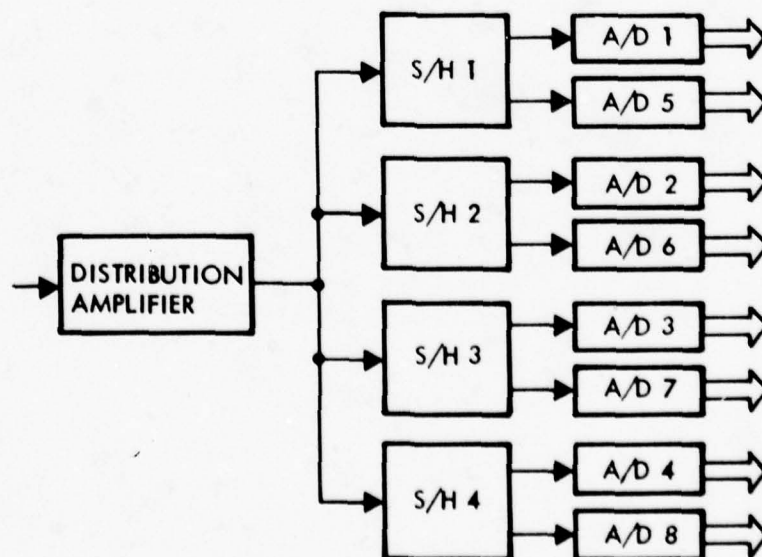 S/H 1
A/D 1
A/D 5
S/H 2
A/D 2
A/D 6
DISTRIBUTION
AMPLIFIER
S/H 3
A/D 3
A/D 7
S/H 4
A/D 4
A/D 8